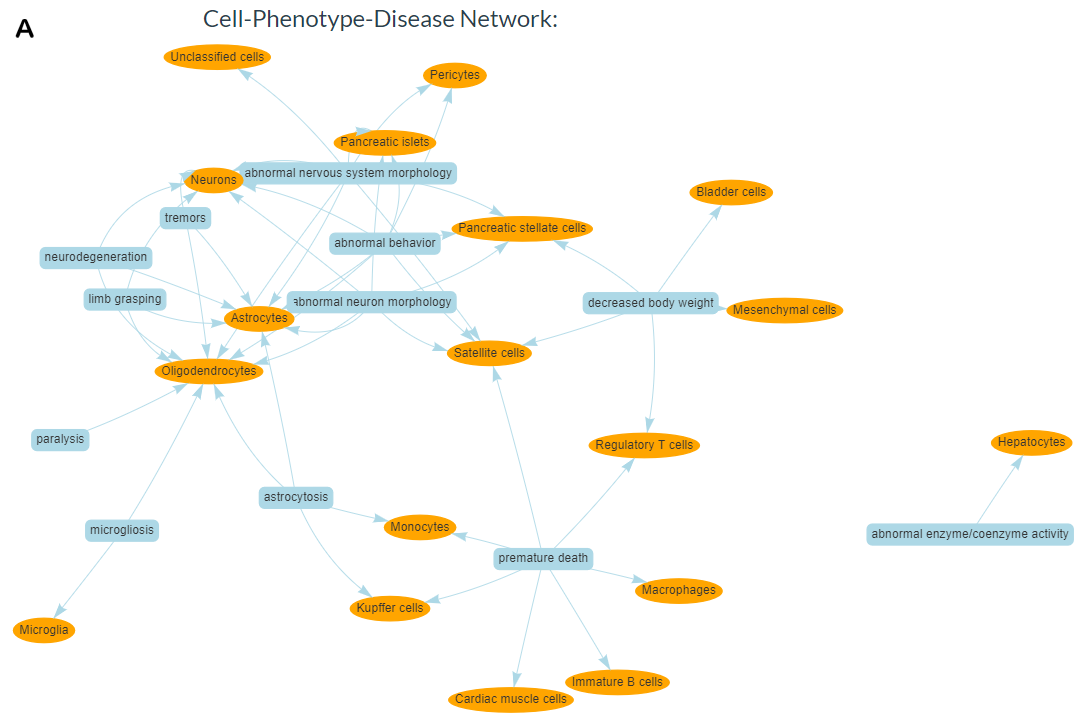 A
Cell-Phenotype-Disease Network:
Unclassified cells
Pericytes
Pancreatic islets
abnormal nervous system morphology
Neurons
Bladder cells
tremors
Pancreatic stellate cells
abnormal behavior
neurodegeneration
limb grasping
abnormal neuron morphology
decreased body weight
Mesenchymal cells
Astrocytes
Satellite cells
Oligodendrocytes
paralysis
Regulatory T cells
Hepatocytes
astrocytosis
microgliosis
Monocytes
abnormal enzyme/coenzyme activity
premature death
Macrophages
Kupffer cells
Microglia
Immature B cells
Cardiac muscle cells